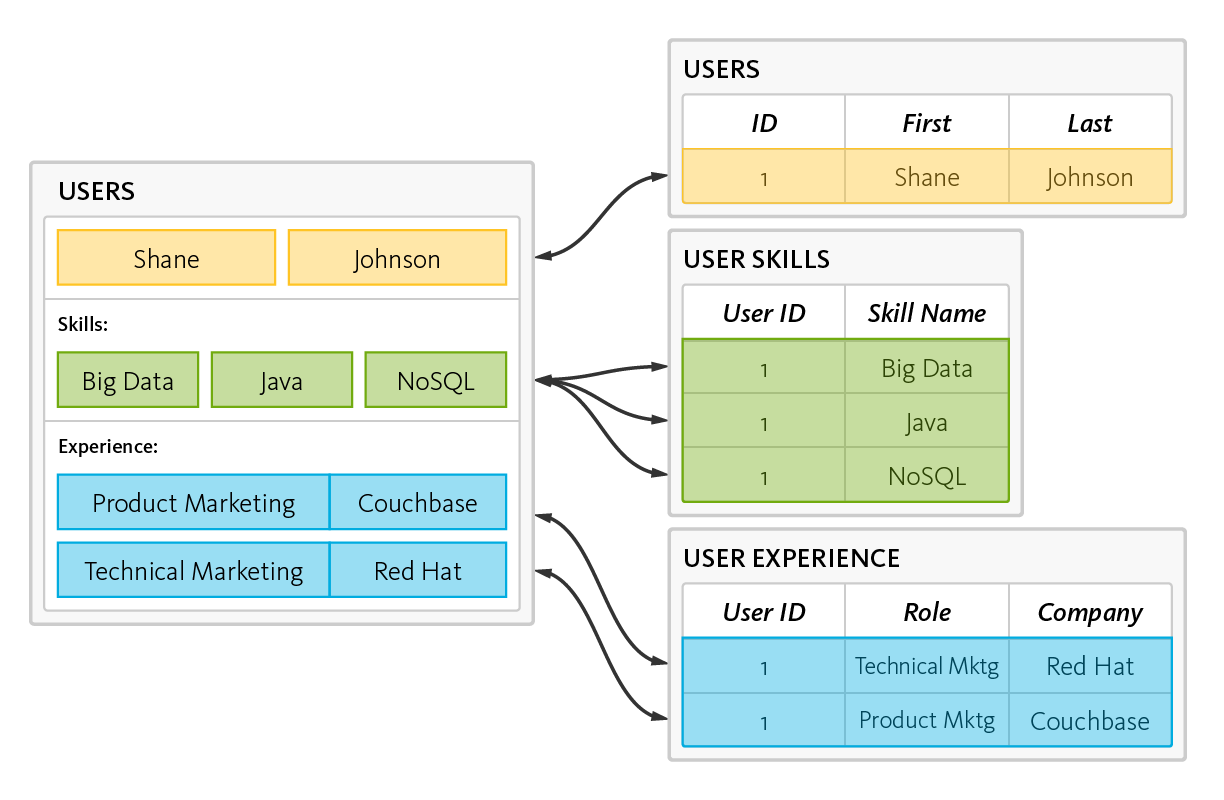 USERS
Shane Johnson
Skills:
Big Data Java NoSQL
Experience:
Product Marketing Couchbase
Technical Marketing Red Hat
USERS
ID First Last
1 Shane Johnson
USER SKILLS
User ID Skill Name
1 Big Data
1 Java
1 NoSQL
USER EXPERIENCE
User ID Role Company
1 Technical Mktg Red Hat
1 Product Mktg Couchbase